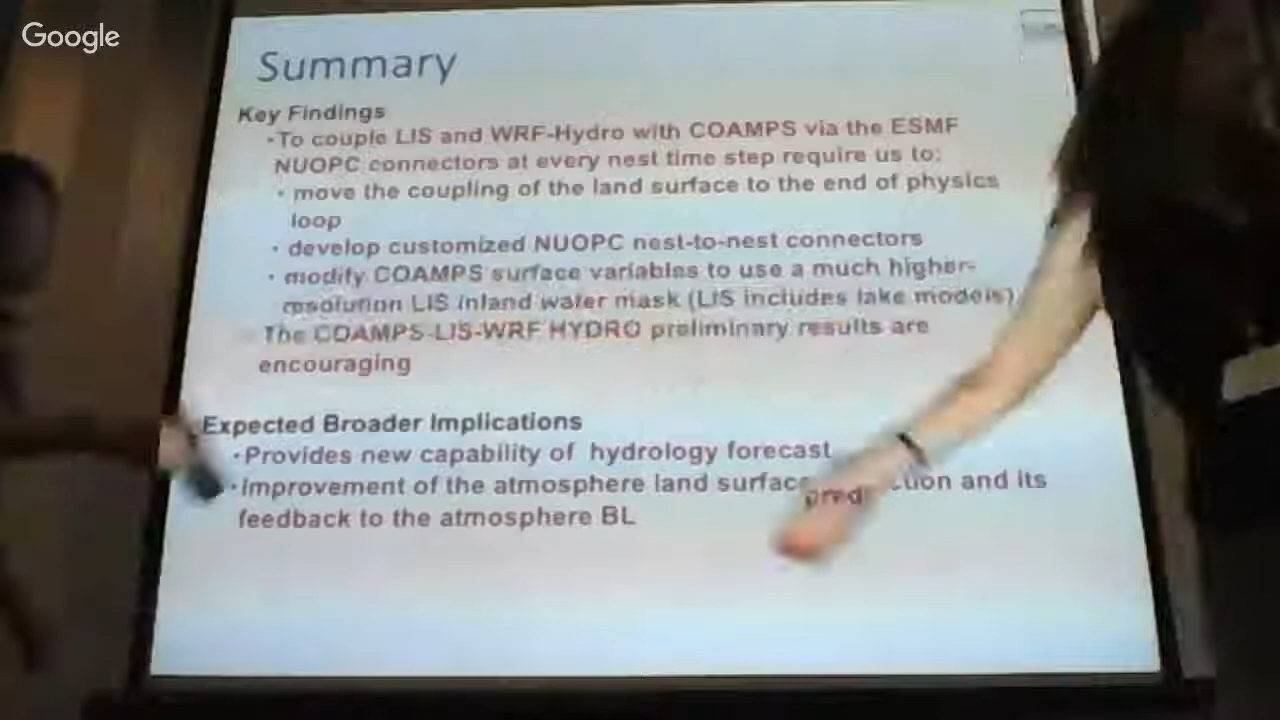 Google
Summary
Key Findings
•To couple LIS and WRF-Hydro with COAMPS via the ESMF
NUOPC connectors at every nest time step require us to:
• move the coupling of the land surface to the end of physics
loop
• develop customized NUOPC nest-to-nest connectors
• modify COAMPS surface variables to use a much higher-
resolution LIS inland water mask (LIS includes lake models)
The COAMPS-LIS-WRF HYDRO preliminary results are
encouraging
Expected Broader Implications
•Provides new capability of hydrology forecast
•Improvement of the atmosphere land surfac pred ction and its
feedback to the atmosphere BL